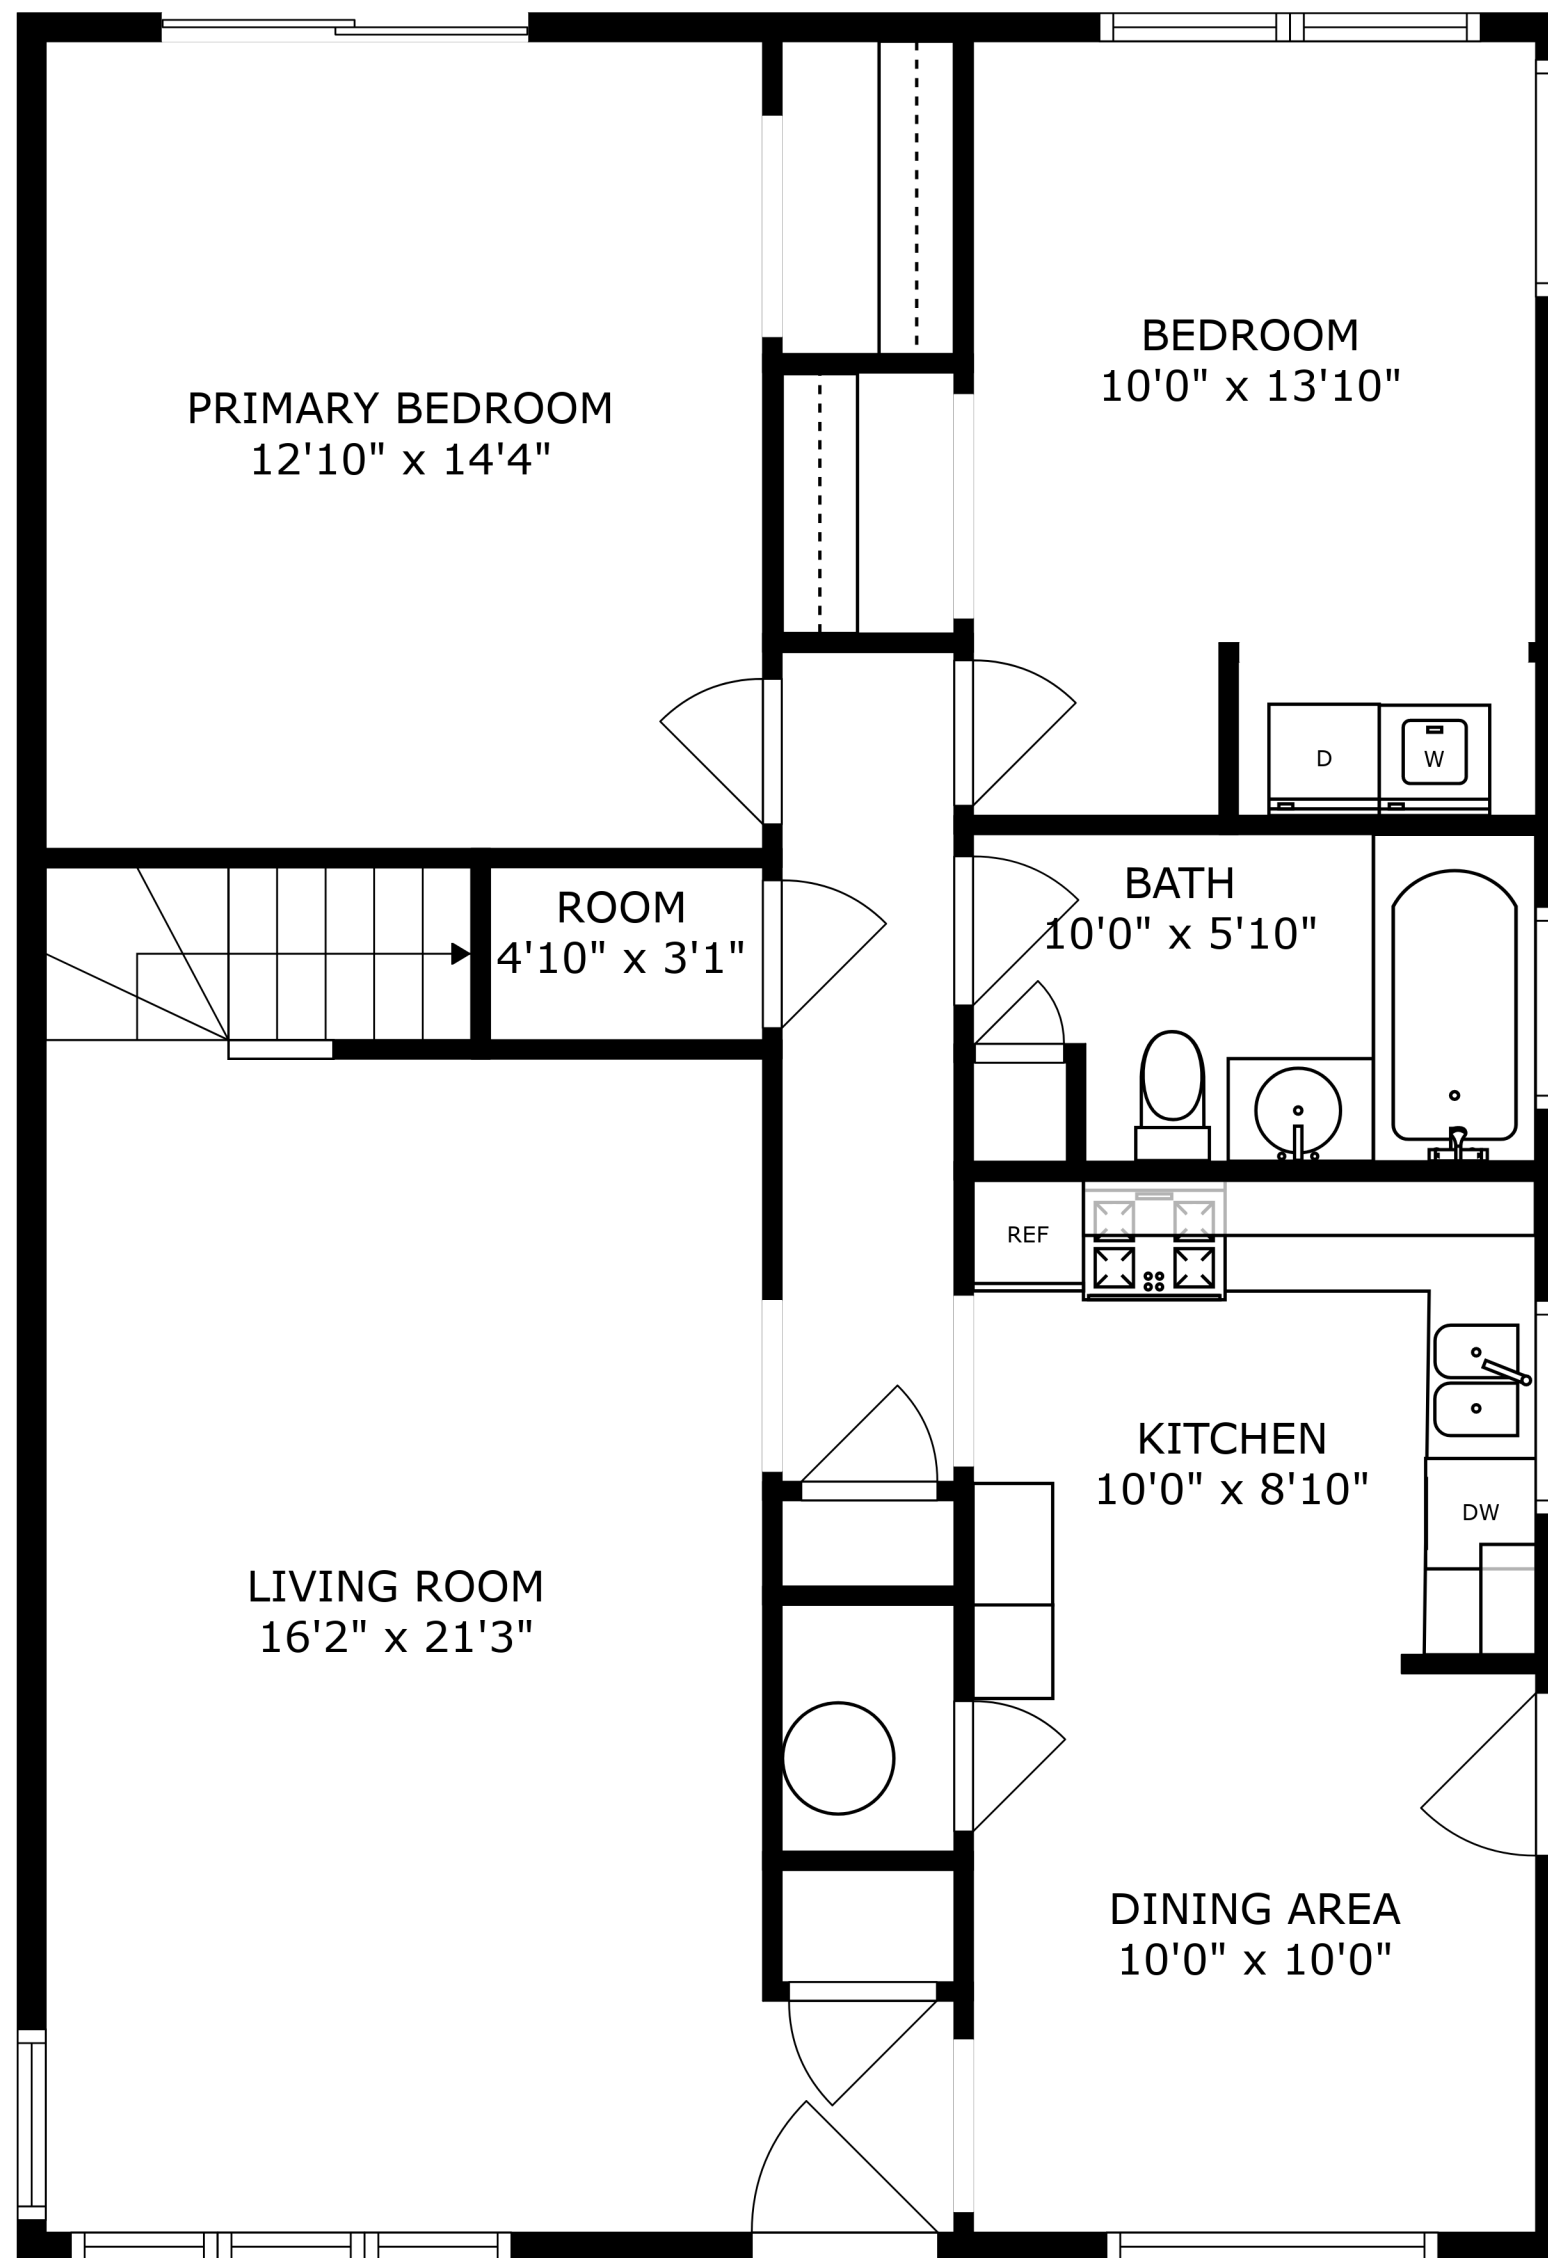 BEDROOM
10'0" x 13'10"
PRIMARY BEDROOM
12'10" x 14'4"
D
W
BATH
10'0" x 5'10"
ROOM
4'10" x 3'1"
REF
KITCHEN
10'0" x 8'10"
DW
LIVING ROOM
16'2" x 21'3"
DINING AREA
10'0" x 10'0"